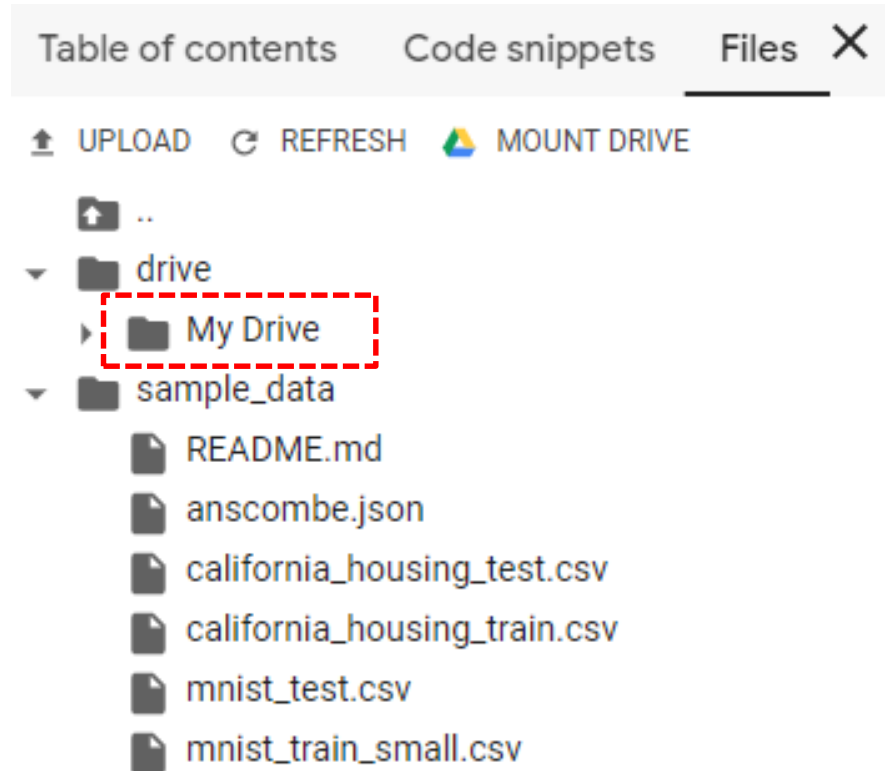 Table of contents Code snippets Files
UPLOAD REFRESH MOUNT DRIVE
..
drive
My Drive
sample_data
README.md
anscombe.json
california_housing_test.csv
california_housing_train.csv
mnist_test.csv
mnist_train_small.csv